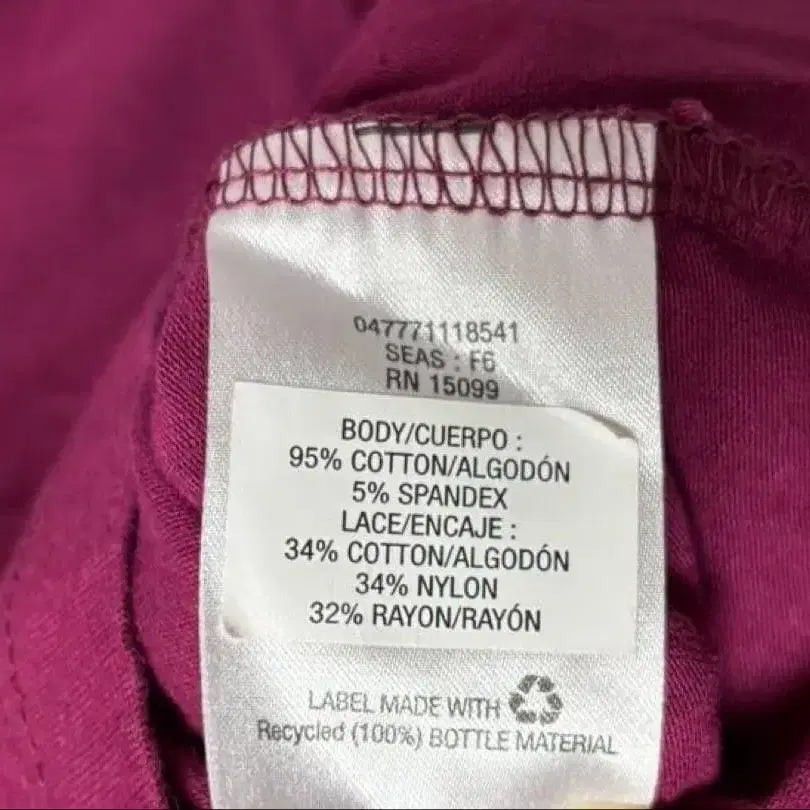 047771118541
SEAS : F6
RN 15099
BODY/CUERPO :
95% COTTON/ALGODÓN
5% SPANDEX
LACE/ENCAJE :
34% COTTON/ALGODÓN
34% NYLON
32% RAYON/RAYÓN
LABEL MADE WITH
Recycled (100%) BOTTLE MATERIAL